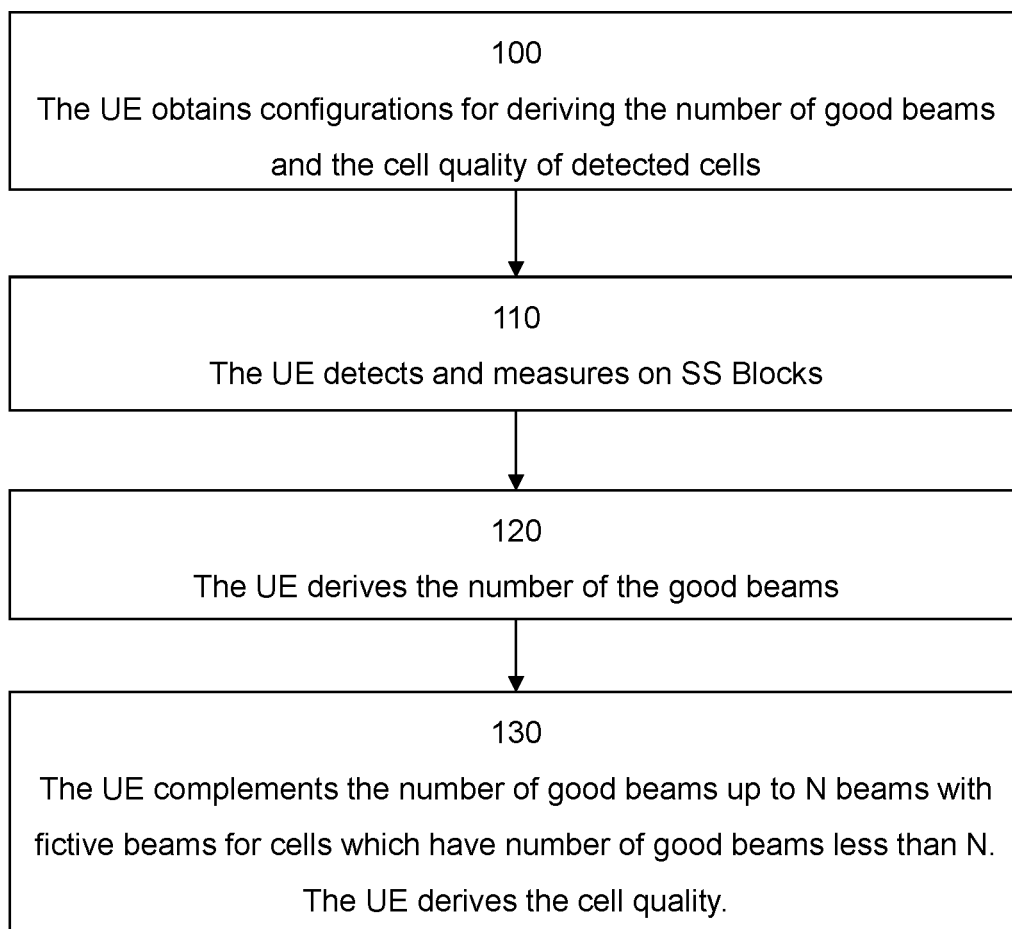 100
The UE obtains configurations for deriving the number of good beams
and the cell quality of detected cells
110
The UE detects and measures on SS Blocks
120
The UE derives the number of the good beams
130
The UE complements the number of good beams up to N beams with
fictive beams for cells which have number of good beams less than N.
The UE derives the cell quality.